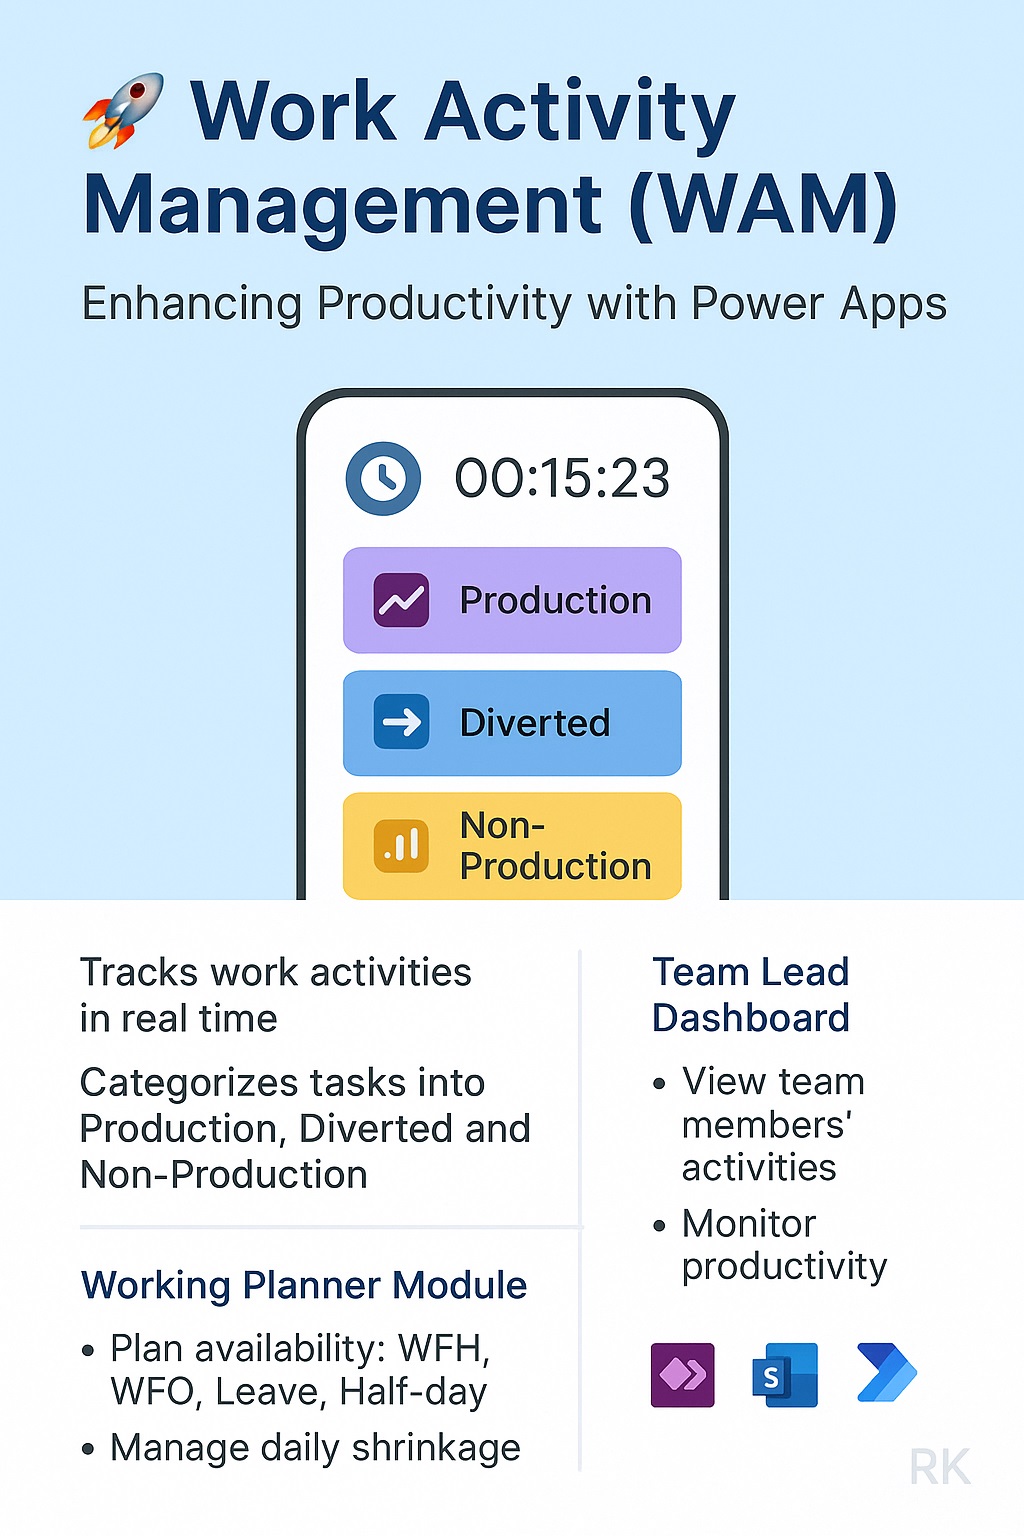 🚀 Work Activity
Management (WAM)
Enhancing Productivity with Power Apps
00:15:23
Production
Diverted
Non-
Production
Tracks work activities
in real time
Categorizes tasks into
Production, Diverted and
Non-Production
Working Planner Module
• Plan availability: WFH,
WFO, Leave, Half-day
• Manage daily shrinkage
Team Lead
Dashboard
• View team
members'
activities
• Monitor
productivity
S
RK